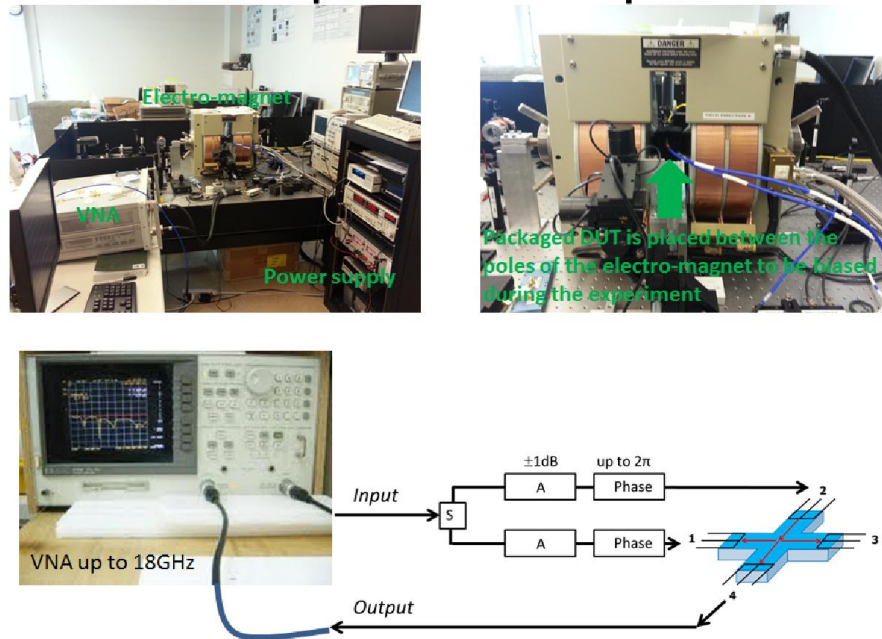 Electro-magnet
VNA
Power supply
DANGER
Packaged DUT is placed between the
poles of the electro-magnet to be biased
during the experiment
VNA up to 18GHz
Input
S
±1dB
A
up to 2π
Phase
A
Phase
1
2
3
4
Output